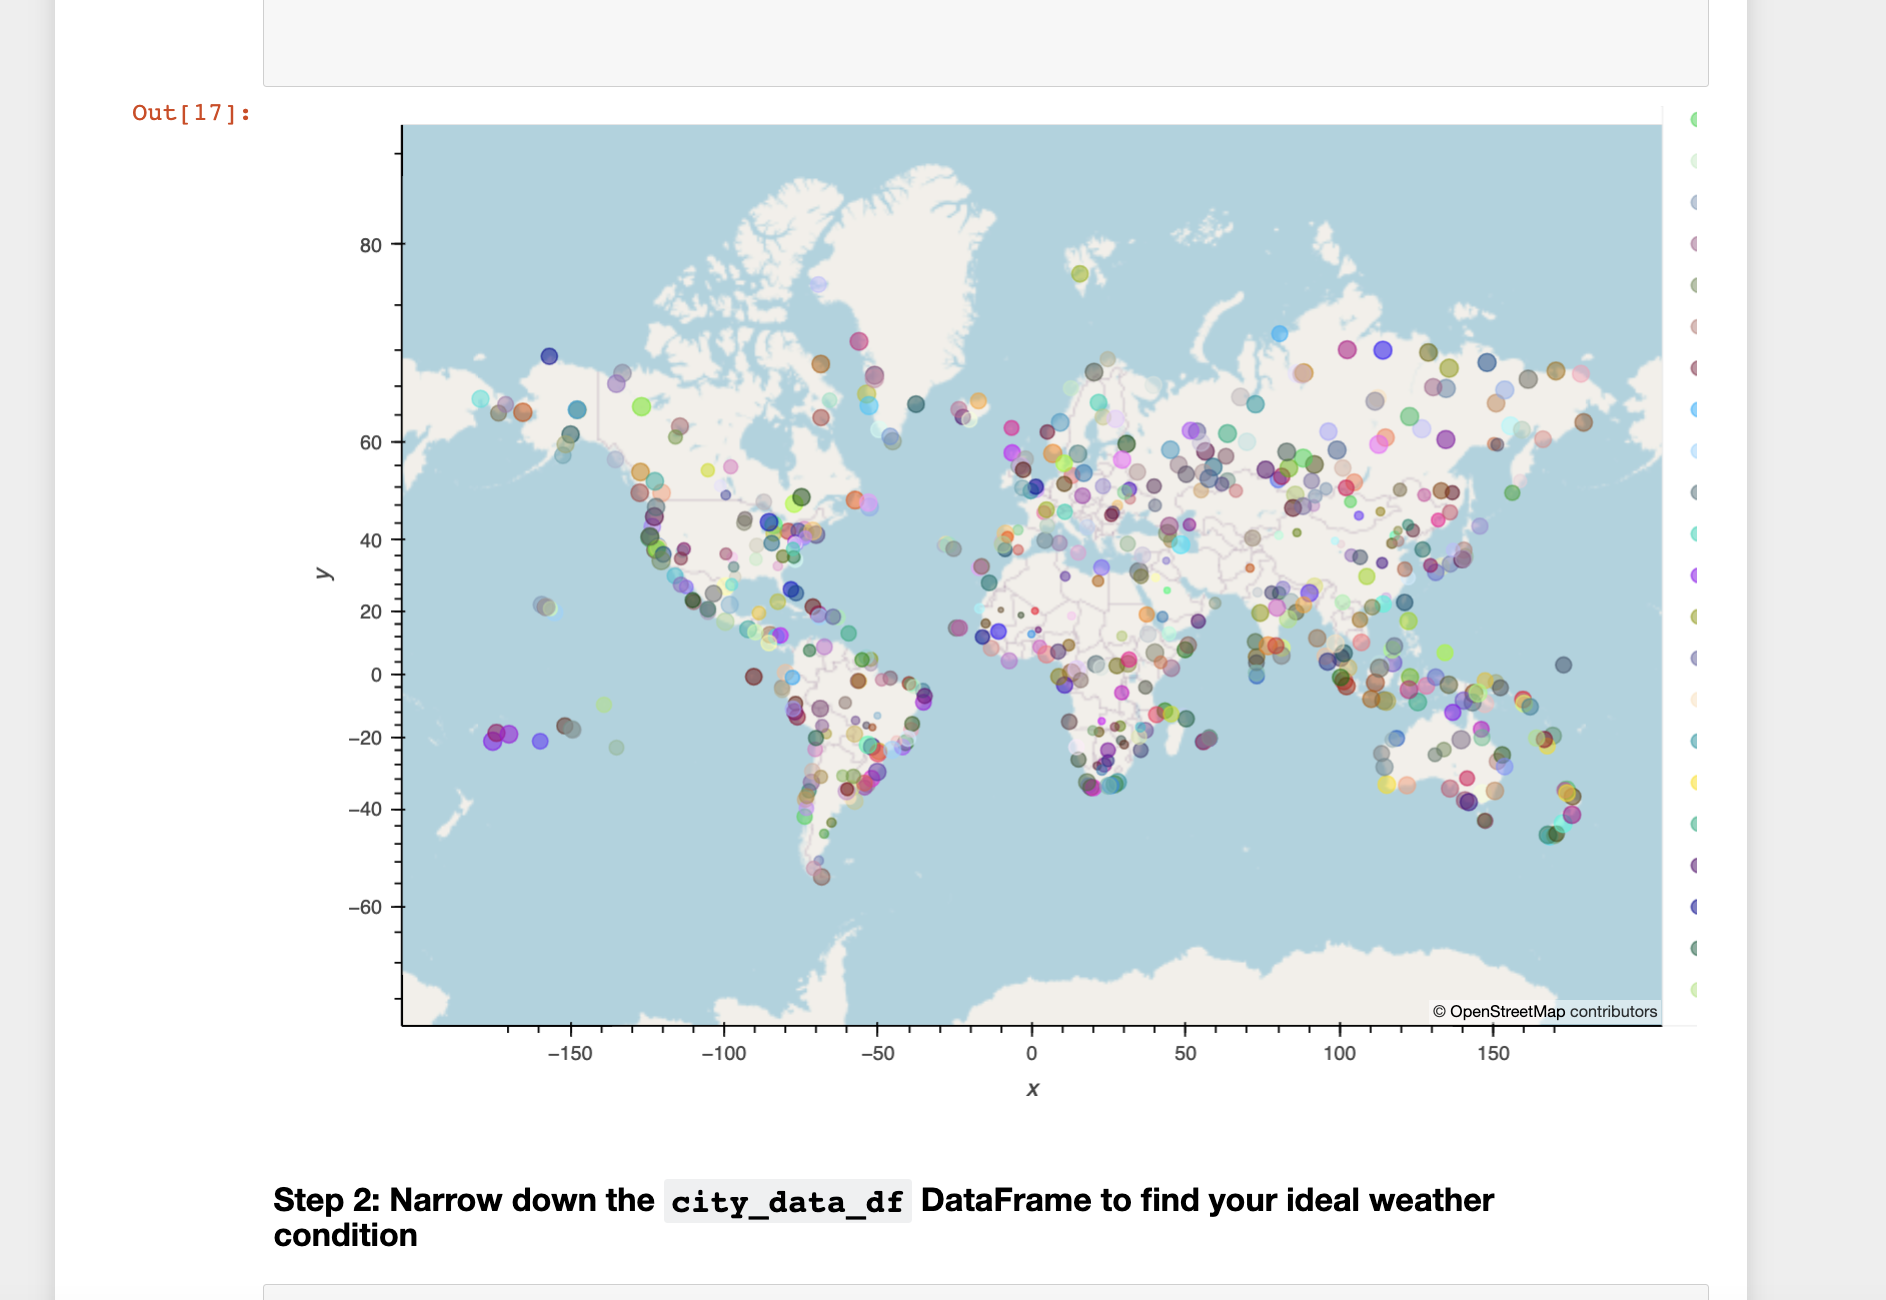 Out[17]:
80
60
40
20
0
−20
−40
−60
y
−150 −100 −50 0 50 100 150
x
© OpenStreetMap contributors
Step 2: Narrow down the city_data_df DataFrame to find your ideal weather
condition